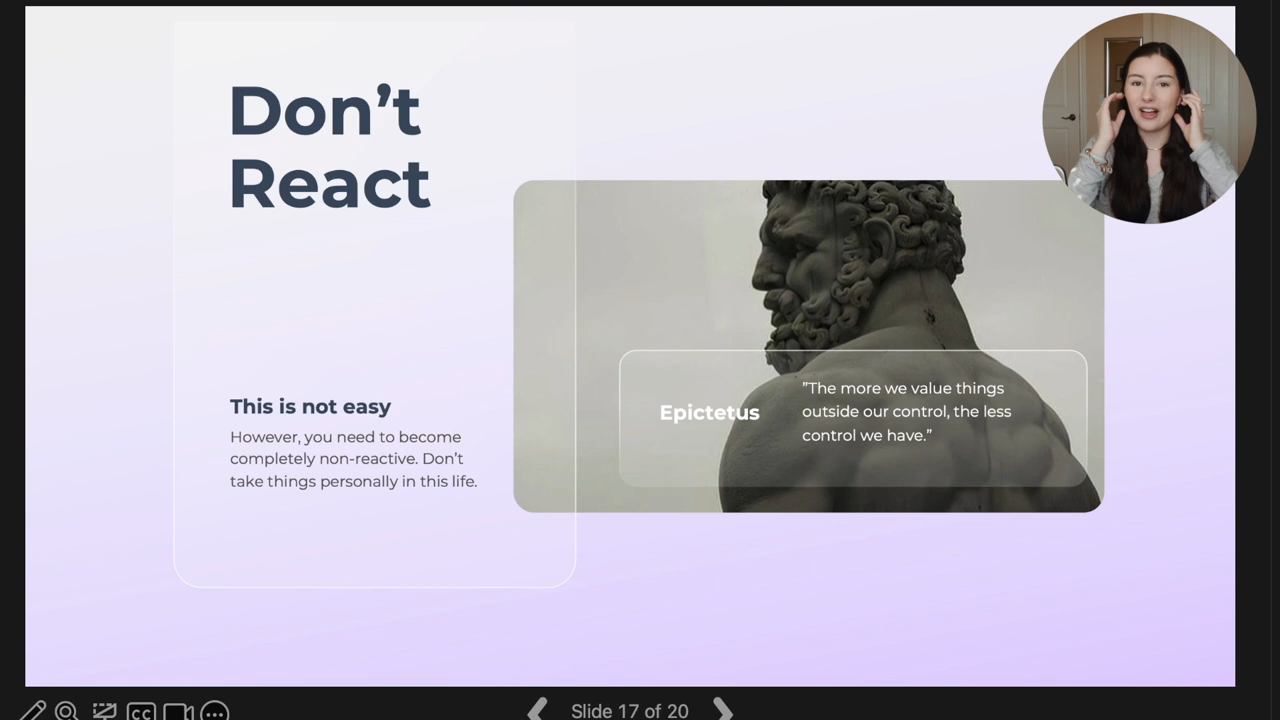 Don’t
React
This is not easy
However, you need to become
completely non-reactive. Don’t
take things personally in this life.
Epictetus
”The more we value things
outside our control, the less
control we have.”
CC
Slide 17 of 20